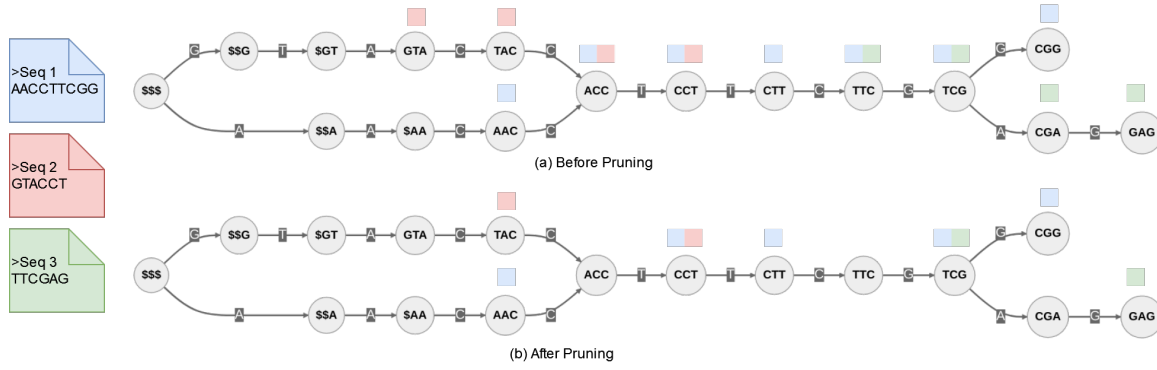 >Seq 1
AACCTTCGG
>Seq 2
GTACCT
>Seq 3
TTCGAG
$$$
G
$$G
T
$GT
A
GTA
C
TAC
C
A
$$A
A
$AA
C
AAC
C
ACC
T
CCT
T
CTT
C
TTC
G
TCG
G
CGG
A
CGA
G
GAG
(a) Before Pruning
$$$
G
$$G
T
$GT
A
GTA
C
TAC
C
A
$$A
A
$AA
C
AAC
C
ACC
T
CCT
T
CTT
C
TTC
G
TCG
G
CGG
A
CGA
G
GAG
(b) After Pruning